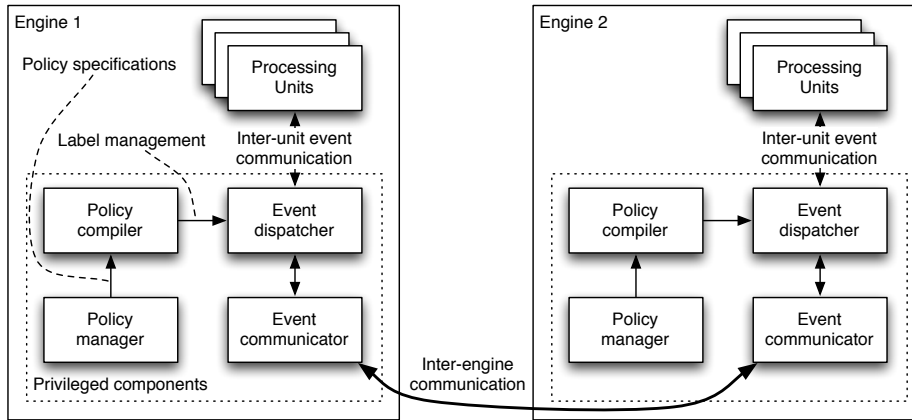 Engine 1
Policy specifications
Processing
Units
Label management
Inter-unit event
communication
Policy
compiler
Event
dispatcher
Policy
manager
Event
communicator
Privileged components
Inter-engine
communication
Engine 2
Processing
Units
Inter-unit event
communication
Policy
compiler
Event
dispatcher
Policy
manager
Event
communicator